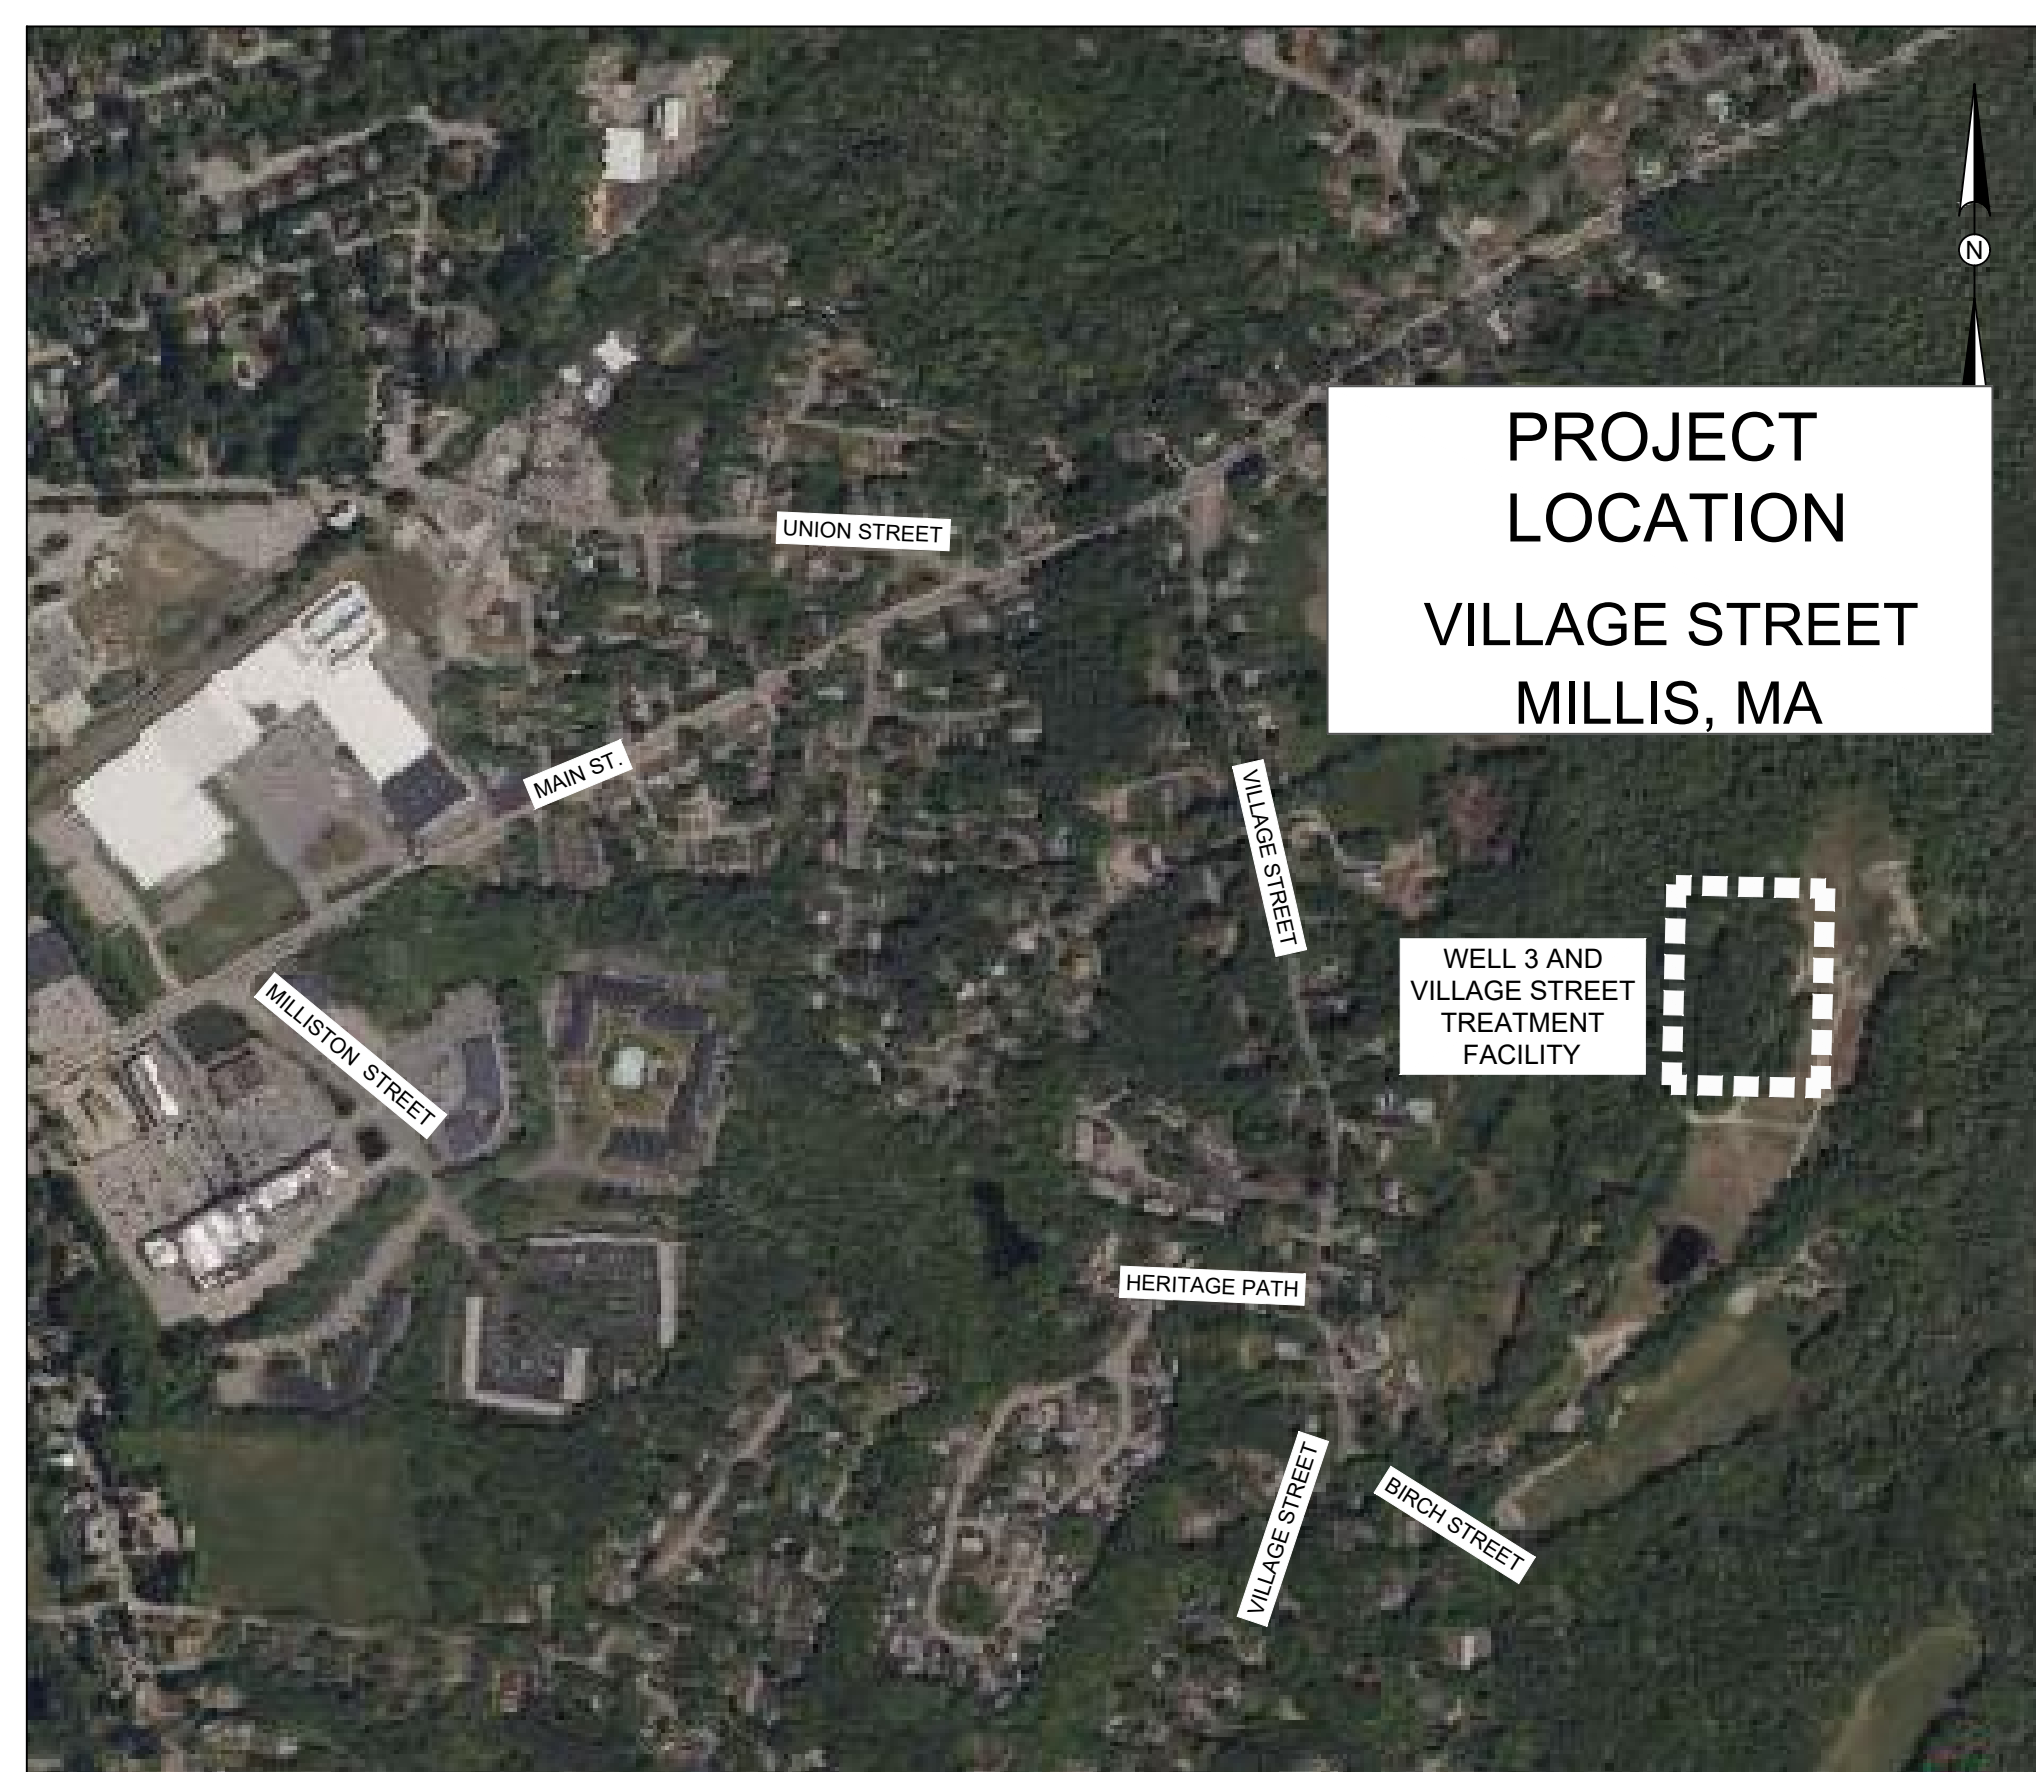 N
PROJECT
LOCATION
VILLAGE STREET
MILLIS, MA
UNION STREET
MAIN ST.
VILLAGE STREET
WELL 3 AND
VILLAGE STREET
TREATMENT
FACILITY
MILLISTON STREET
HERITAGE PATH
VILLAGE STREET
BIRCH STREET